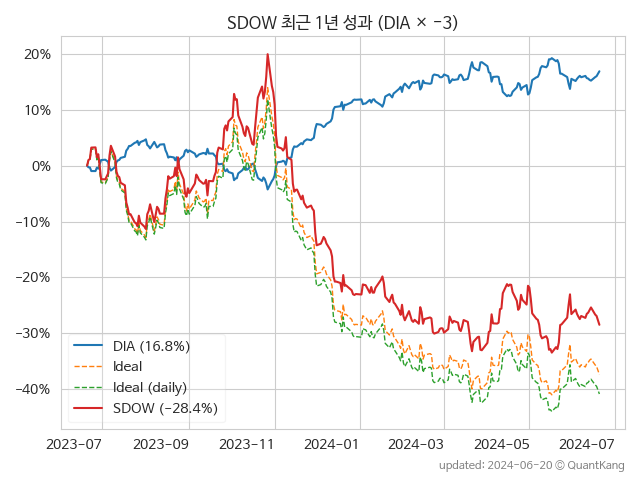 SDOW 최근 1년 성과 (DIA × −3)
20%
10%
0%
−10%
−20%
−30%
−40%
DIA (16.8%)
Ideal
Ideal (daily)
SDOW (−28.4%)
2023-07 2023-09 2023-11 2024-01 2024-03 2024-05 2024-07
updated: 2024-06-20 © QuantKang